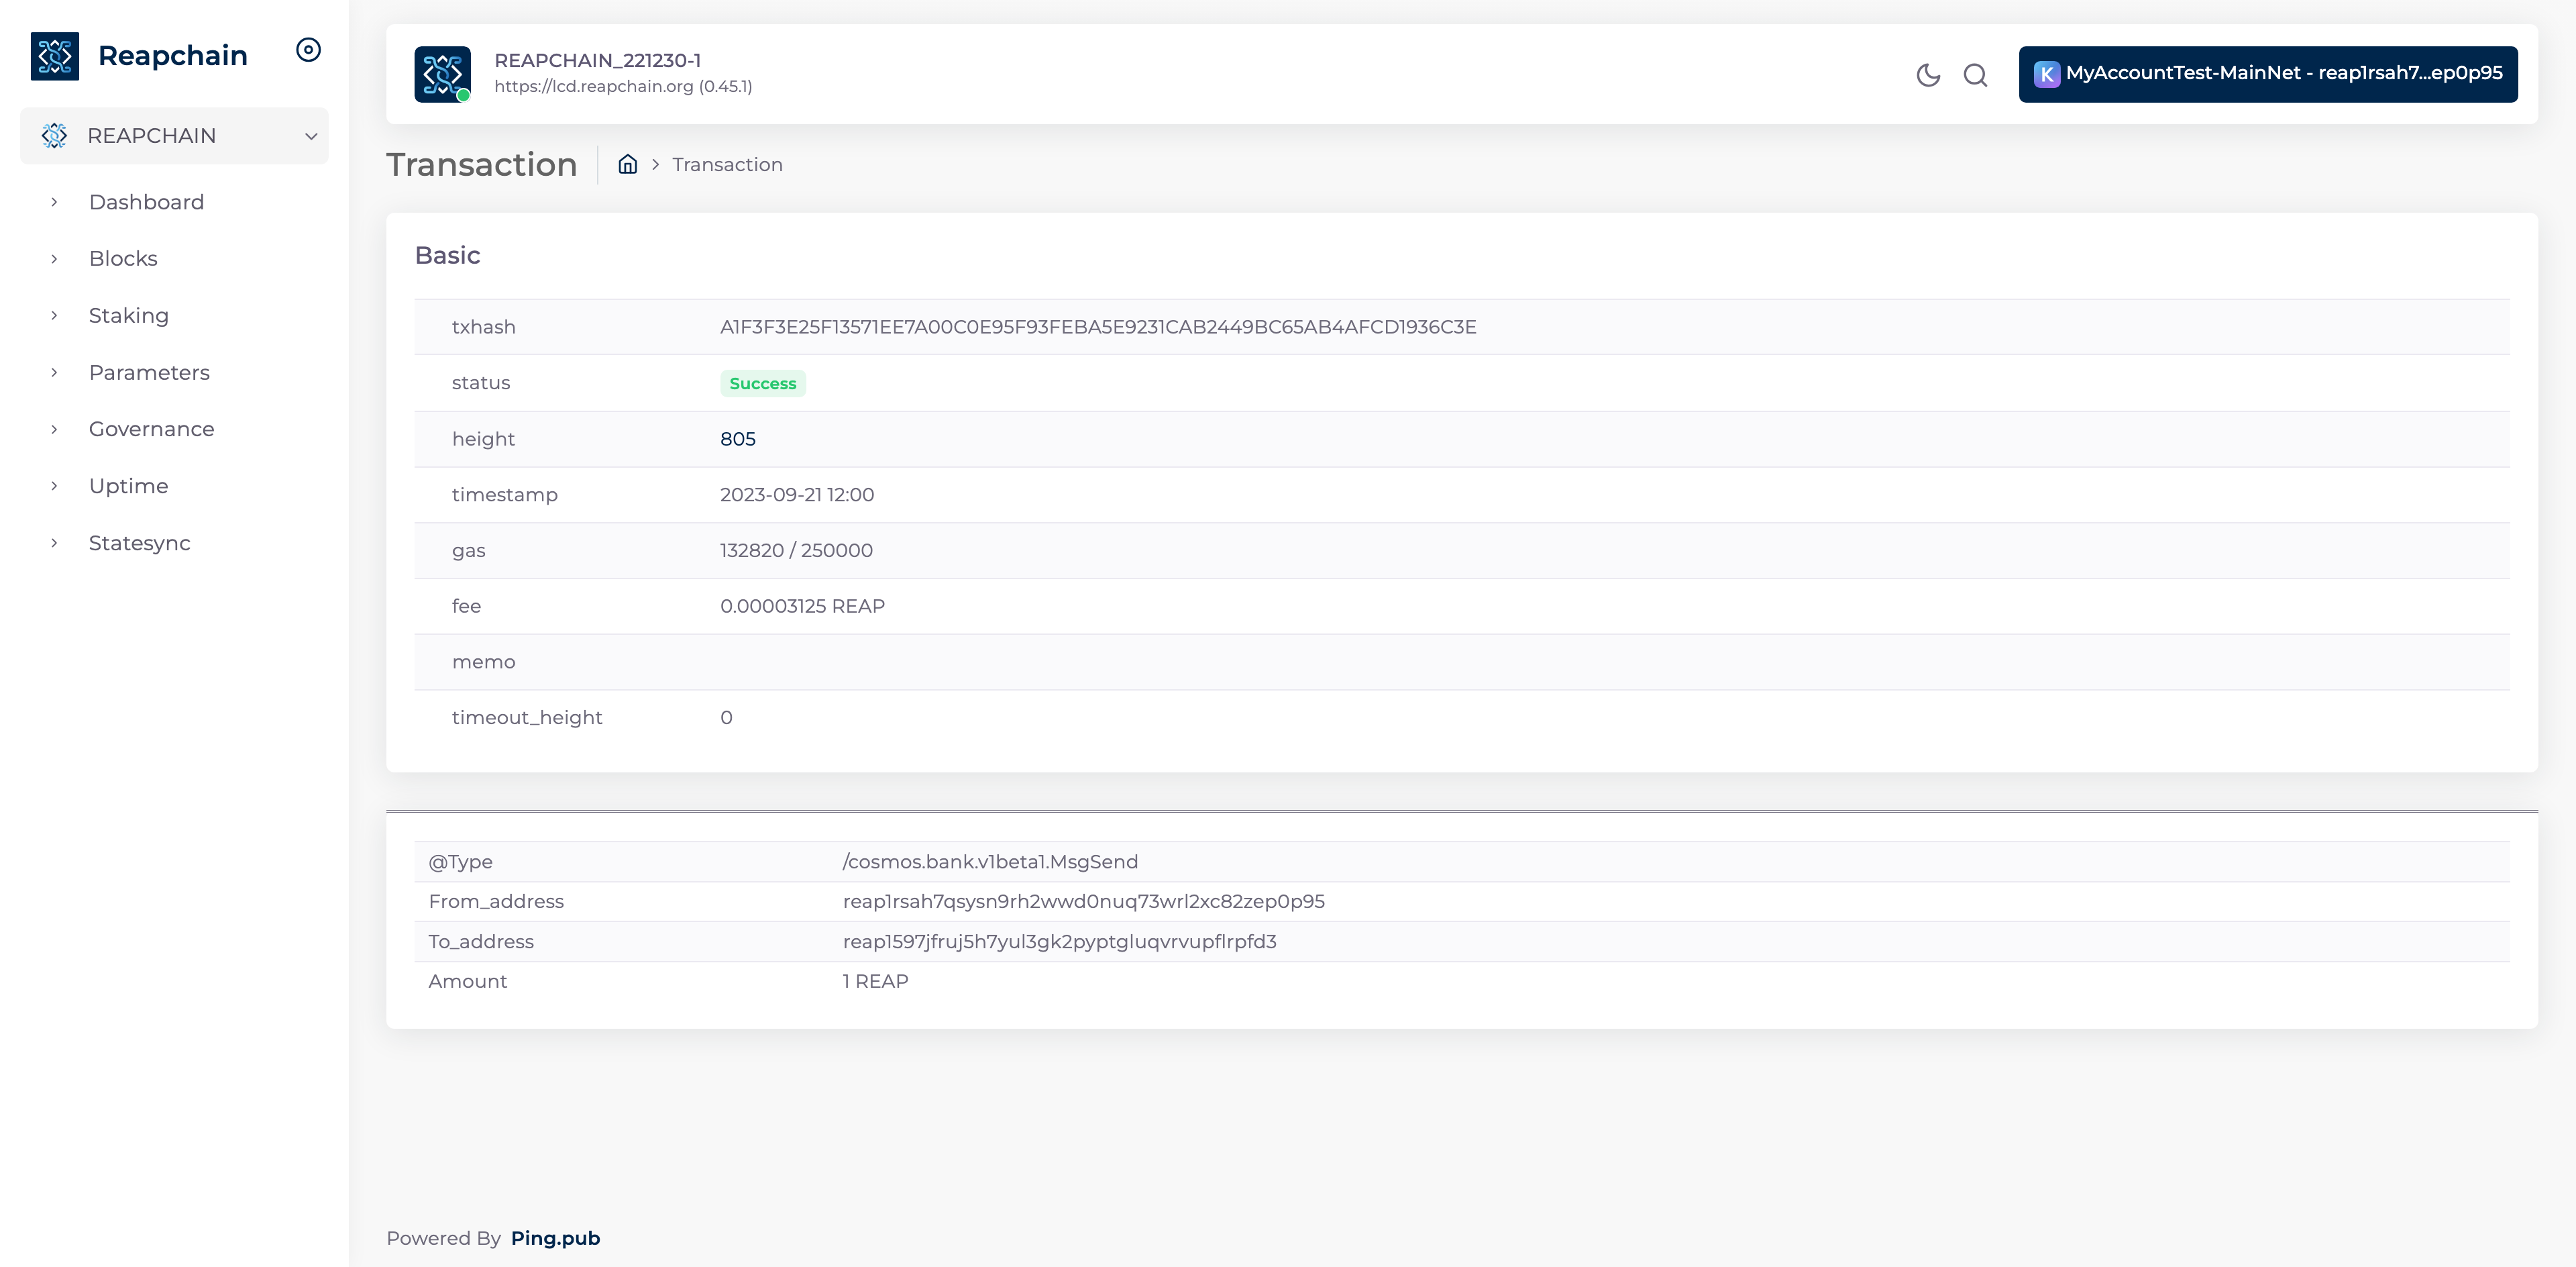 Reapchain
REAPCHAIN
Dashboard
Blocks
Staking
Parameters
Governance
Uptime
Statesync
REAPCHAIN_221230-1
https://lcd.reapchain.org (0.45.1)
K MyAccountTest-MainNet - reap1rsah7...ep0p95
Transaction
Transaction
Basic
txhash A1F3F3E25F13571EE7A00C0E95F93FEBA5E9231CAB2449BC65AB4AFCD1936C3E
status Success
height 805
timestamp 2023-09-21 12:00
gas 132820 / 250000
fee 0.00003125 REAP
memo
timeout_height 0
@Type /cosmos.bank.v1beta1.MsgSend
From_address reap1rsah7qsysn9rh2wwd0nuq73wrl2xc82zep0p95
To_address reap1597jfruj5h7yul3gk2pyptgluqvrvupflrpfd3
Amount 1 REAP
Powered By Ping.pub